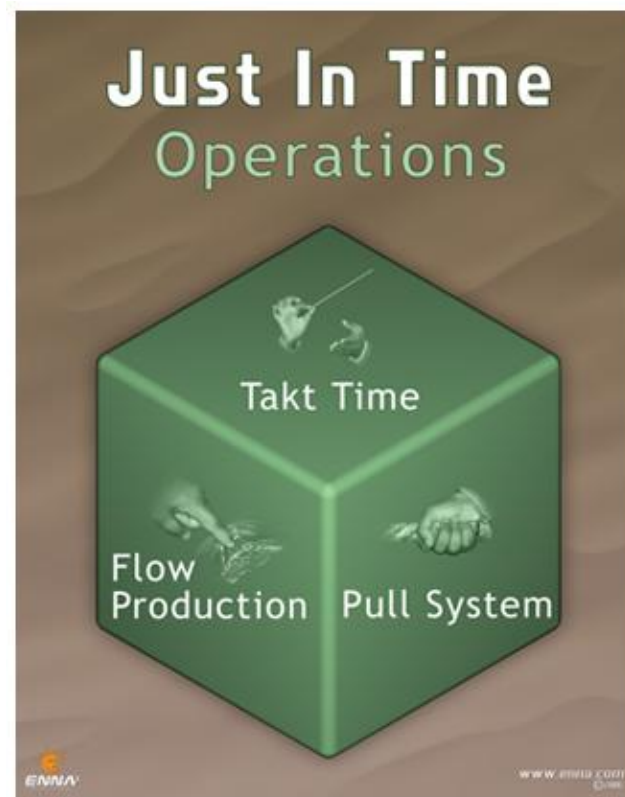 Just In Time
Operations
Takt Time
Flow
Production
Pull System
ENNA
www.enna.com